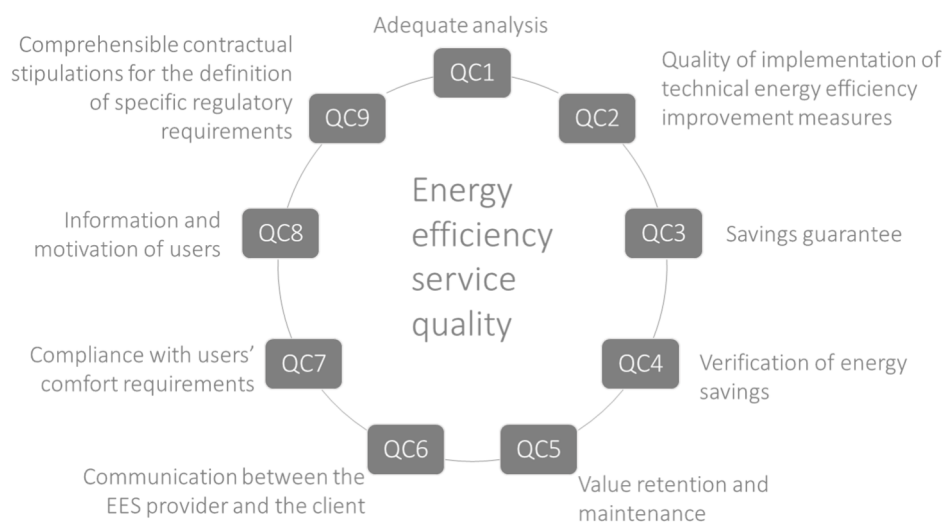 Adequate analysis
QC1
Quality of implementation of
technical energy efficiency
improvement measures
QC2
QC3
Savings guarantee
QC4
Verification of energy
savings
QC5
Value retention and
maintenance
QC6
Communication between the
EES provider and the client
QC7
Compliance with users’
comfort requirements
QC8
Information and
motivation of users
QC9
Comprehensible contractual
stipulations for the definition
of specific regulatory
requirements
Energy
efficiency
service
quality